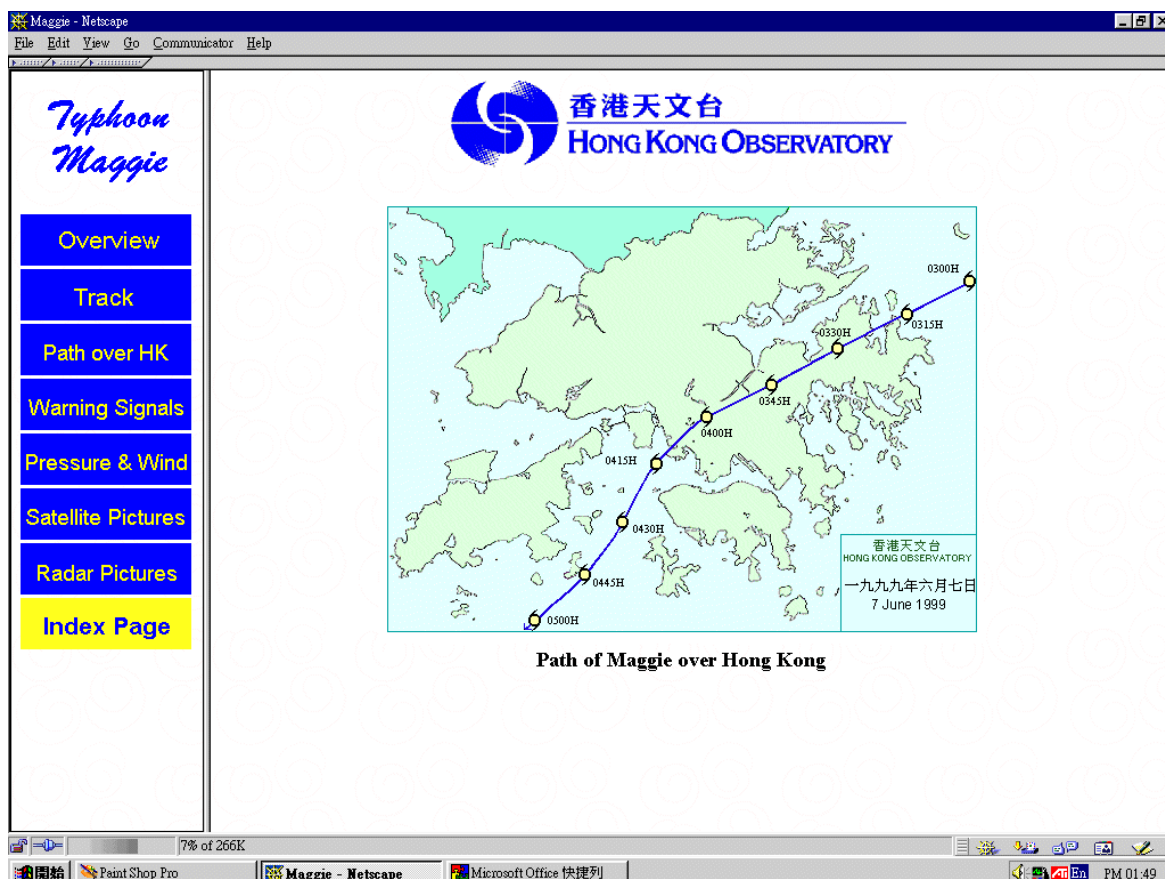 Maggie - Netscape
File Edit View Go Communicator Help
Typhoon
Maggie
Overview
Track
Path over HK
Warning Signals
Pressure & Wind
Satellite Pictures
Radar Pictures
Index Page
香港天文台
HONG KONG OBSERVATORY
0300H
0315H
0330H
0345H
0400H
0415H
0430H
0445H
0500H
香港天文台
HONG KONG OBSERVATORY
一九九九年六月七日
7 June 1999
Path of Maggie over Hong Kong
7% of 266K
開始 Paint Shop Pro Maggie - Netscape Microsoft Office 快捷列 En PM 01:49